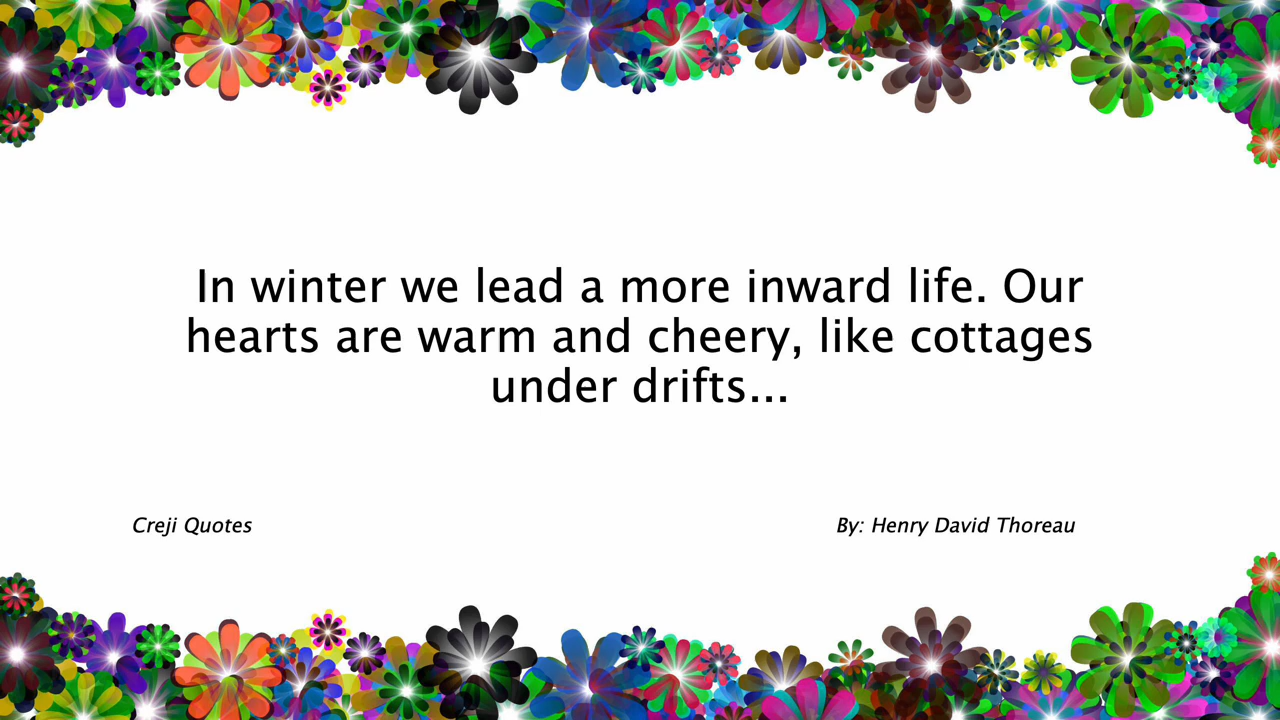 In winter we lead a more inward life. Our
hearts are warm and cheery, like cottages
under drifts...
Creji Quotes
By: Henry David Thoreau